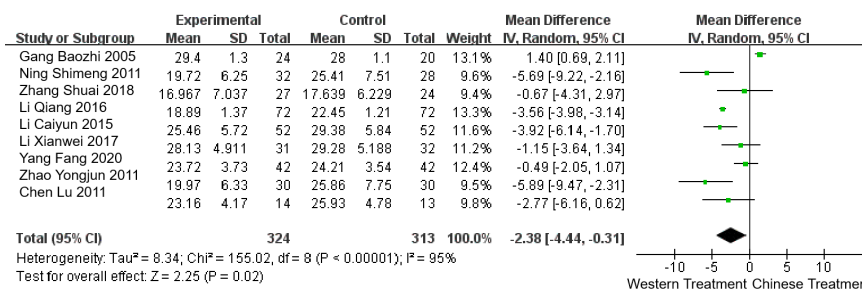 Experimental Control Mean Difference Mean Difference
Study or Subgroup Mean SD Total Mean SD Total Weight IV, Random, 95% CI IV, Random, 95% CI
Gang Baozhi 2005 29.4 1.3 24 28 1.1 20 13.1% 1.40 [0.69, 2.11]
Ning Shimeng 2011 19.72 6.25 32 25.41 7.51 28 9.8% -5.69 [-9.22, -2.16]
Zhang Shuai 2018 16.967 7.037 27 17.639 6.229 24 9.6% -0.67 [-4.31, 2.97]
Li Qiang 2016 18.89 1.37 72 22.45 1.21 72 13.2% -3.56 [-3.98, -3.14]
Li Caiyun 2015 25.46 5.72 52 29.38 5.84 52 11.6% -3.92 [-6.14, -1.70]
Li Xianwei 2017 28.13 4.911 31 29.28 5.188 32 11.3% -1.15 [-3.64, 1.34]
Yang Fang 2020 23.72 3.73 42 24.21 3.54 42 12.4% -0.49 [-2.05, 1.07]
Zhao Yongjun 2011 19.97 6.33 30 25.86 7.75 30 9.7% -5.89 [-9.47, -2.31]
Chen Lu 2011 23.16 4.17 14 25.93 4.78 13 9.9% -2.77 [-6.16, 0.62]
Total (95% CI) 324 313 100.0% -2.38 [-4.44, -0.31]
Heterogeneity: Tau² = 8.34; Chi² = 155.02, df = 8 (P < 0.00001); I² = 95%
Test for overall effect: Z = 2.25 (P = 0.02)
-10 -5 0 5 10
Western Treatment Chinese Treatmer